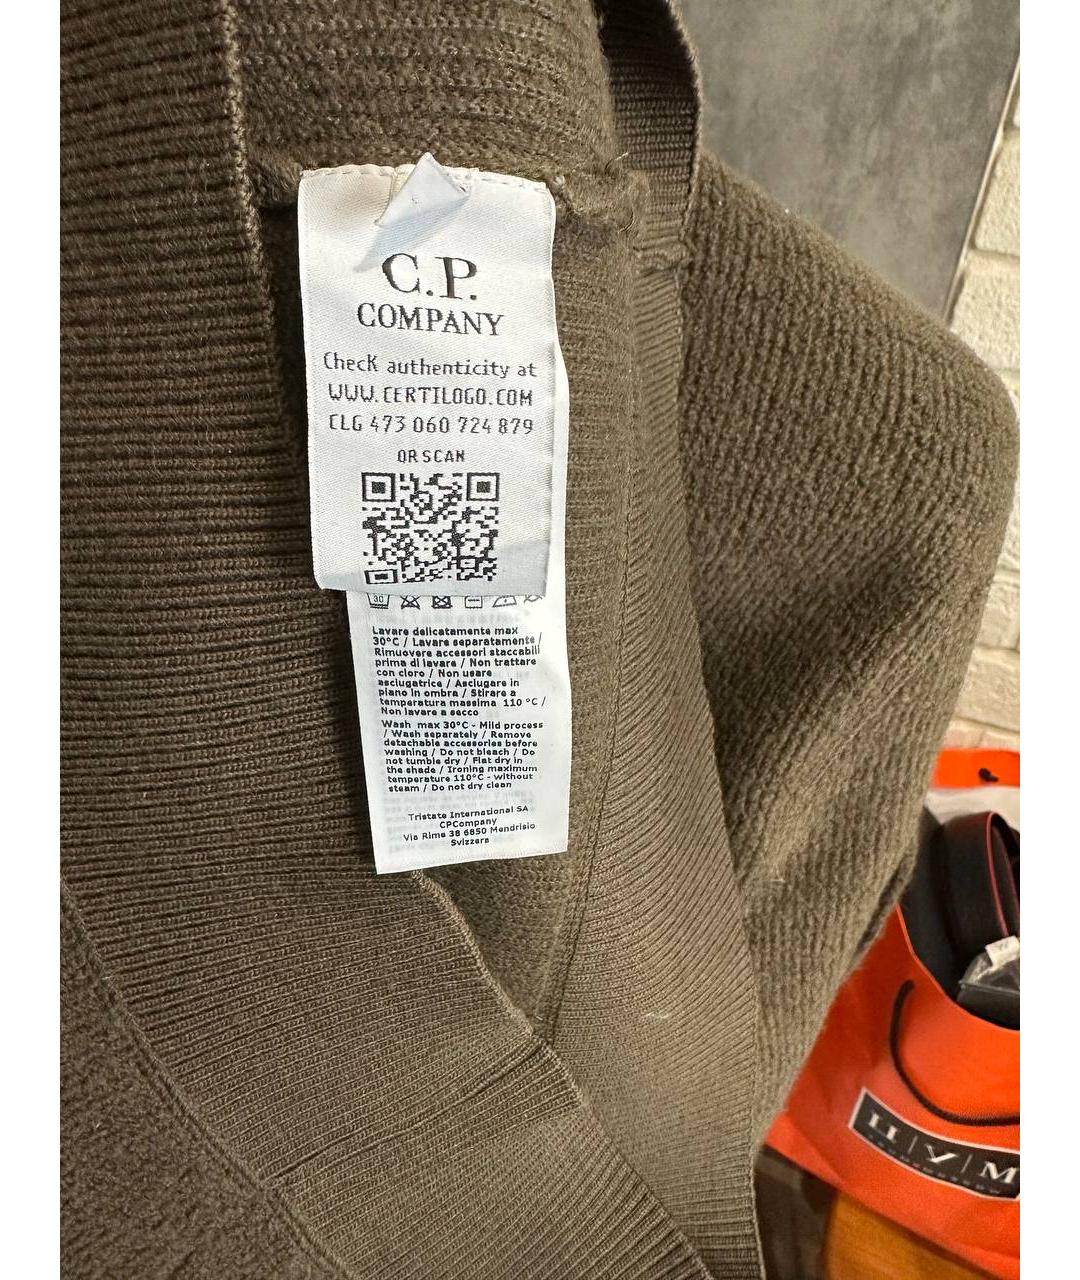 C.P.
COMPANY
Check authenticity at
WWW.CERTILOGO.COM
CLG 473 060 724 879
OR SCAN
30
Lavare delicatamente max
30°C / Lavare separatamente /
Rimuovere accessori staccabili
prima di lavare / Non trattare
con cloro / Non usare
asciugatrice / Asciugare in
piano in ombra / Stirare a
temperatura massima 110 °C /
Non lavare a secco
Wash max 30°C - Mild process
/ Wash separately / Remove
detachable accessories before
washing / Do not bleach / Do
not tumble dry / Flat dry in
the shade / Ironing maximum
temperature 110°C - without
steam / Do not dry clean
Tristate International SA
CPCompany
Via Rime 38 6850 Mendrisio
Svizzera